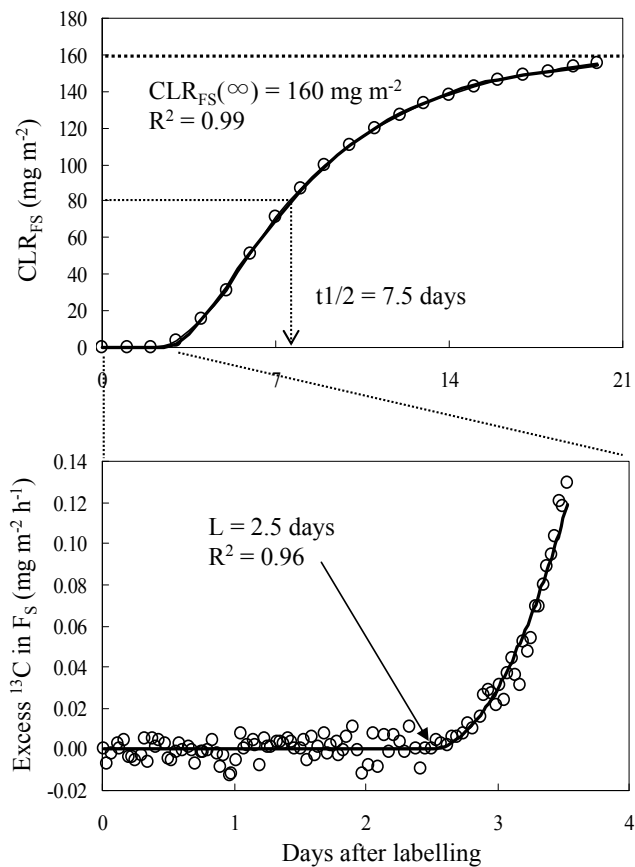 180
160
140
120
100
80
60
40
20
0
CLR_FS (mg m⁻²)
CLR_FS(∞) = 160 mg m⁻²
R² = 0.99
t1/2 = 7.5 days
0 7 14 21
0.14
0.12
0.10
0.08
0.06
0.04
0.02
0.00
-0.02
Excess ¹³C in F_S (mg m⁻² h⁻¹)
L = 2.5 days
R² = 0.96
0 1 2 3 4
Days after labelling